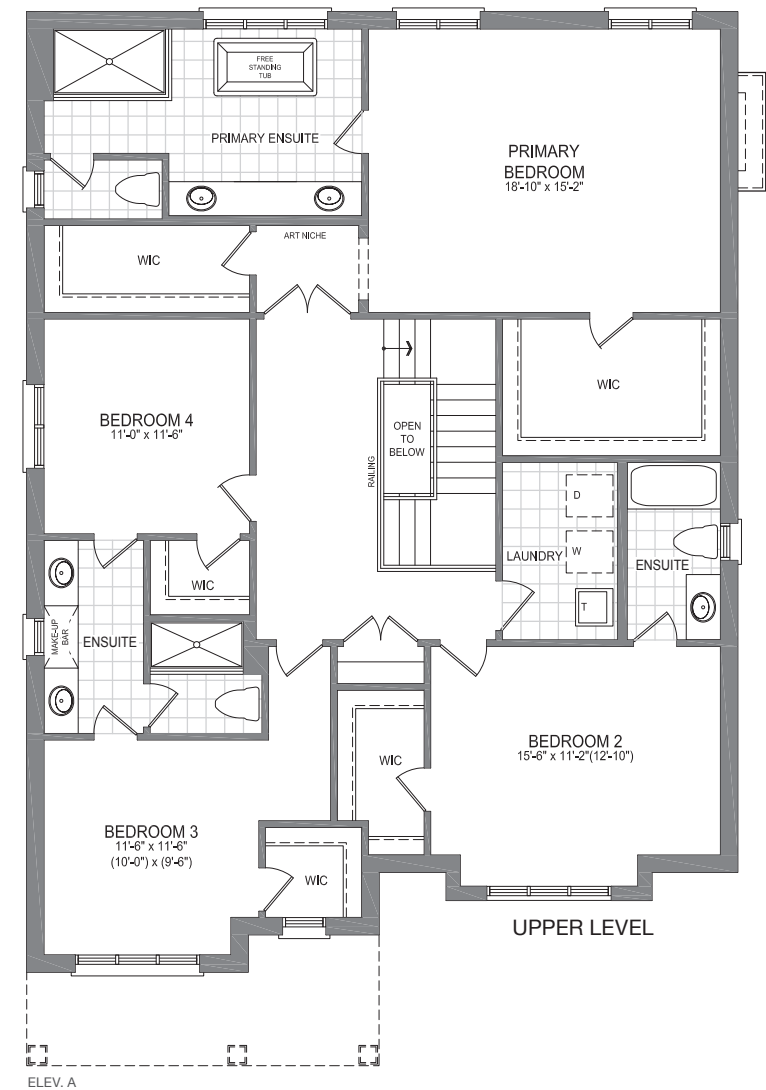 FREE
STANDING
TUB
PRIMARY ENSUITE
PRIMARY
BEDROOM
18'-10" x 15'-2"
ART NICHE
WIC
WIC
BEDROOM 4
11'-0" x 11'-6"
OPEN
TO
BELOW
RAILING
D
LAUNDRY
W
T
ENSUITE
WIC
MAKE-UP
BAR
ENSUITE
BEDROOM 2
15'-6" x 11'-2"(12'-10")
WIC
BEDROOM 3
11'-6" x 11'-6"
(10'-0") x (9'-6")
WIC
UPPER LEVEL
ELEV. A